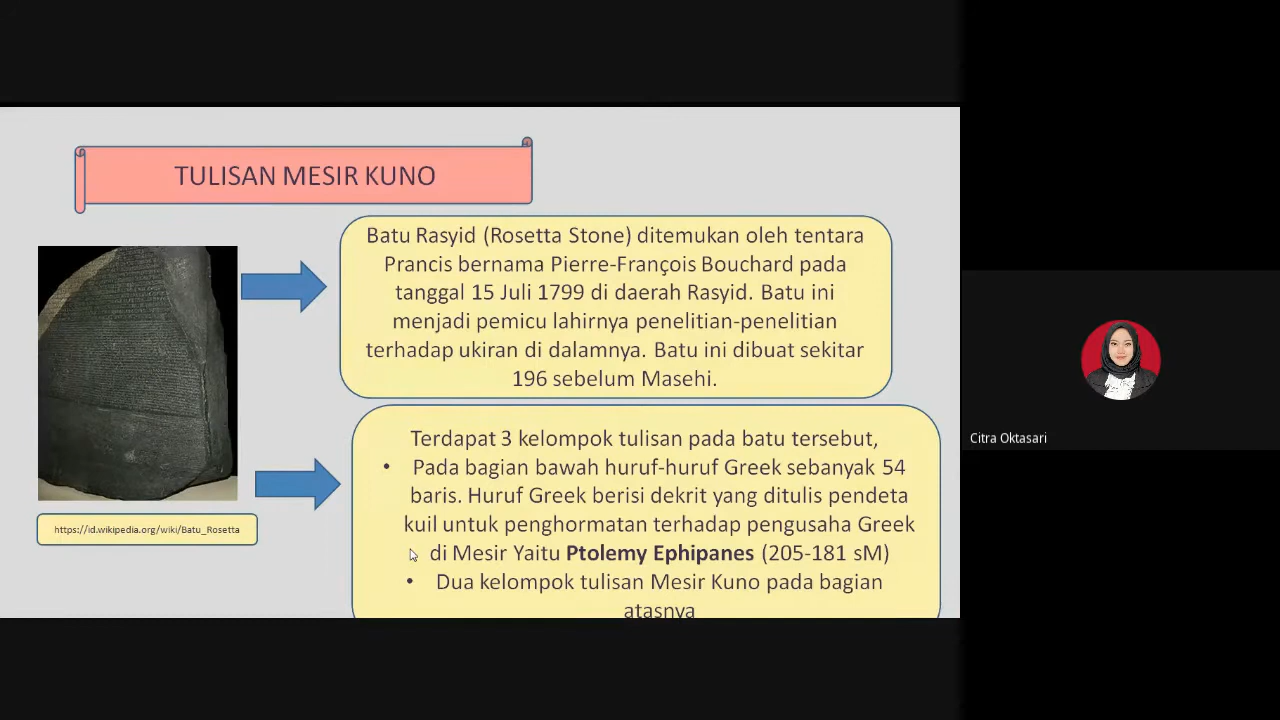 TULISAN MESIR KUNO
Batu Rasyid (Rosetta Stone) ditemukan oleh tentara
Prancis bernama Pierre-François Bouchard pada
tanggal 15 Juli 1799 di daerah Rasyid. Batu ini
menjadi pemicu lahirnya penelitian-penelitian
terhadap ukiran di dalamnya. Batu ini dibuat sekitar
196 sebelum Masehi.
https://id.wikipedia.org/wiki/Batu_Rosetta
Terdapat 3 kelompok tulisan pada batu tersebut,
• Pada bagian bawah huruf-huruf Greek sebanyak 54
baris. Huruf Greek berisi dekrit yang ditulis pendeta
kuil untuk penghormatan terhadap pengusaha Greek
di Mesir Yaitu Ptolemy Ephipanes (205-181 sM)
• Dua kelompok tulisan Mesir Kuno pada bagian
atasnya
Citra Oktasari